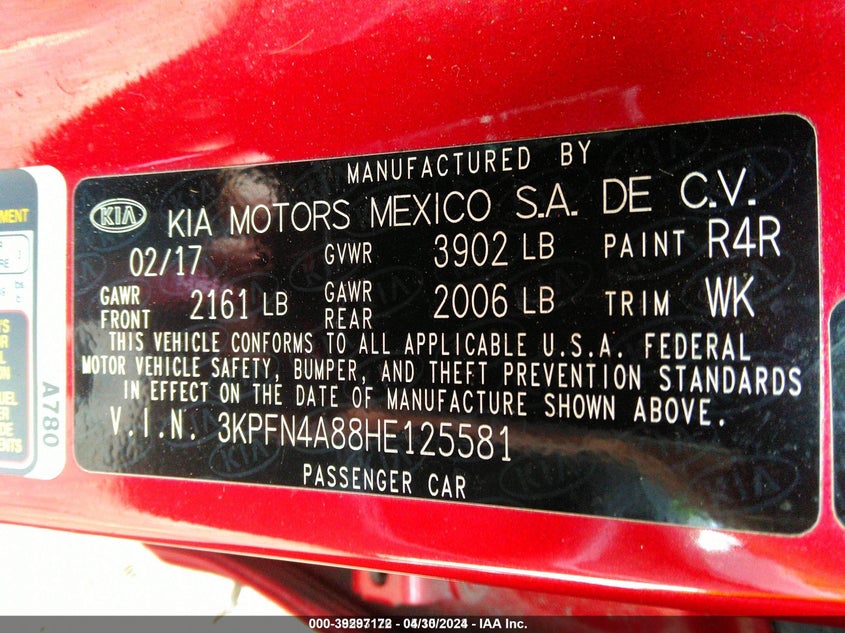 MANUFACTURED BY
KIA KIA MOTORS MEXICO S.A. DE C.V.
02/17 GVWR 3902 LB PAINT R4R
GAWR FRONT 2161 LB GAWR REAR 2006 LB TRIM WK
THIS VEHICLE CONFORMS TO ALL APPLICABLE U.S.A. FEDERAL
MOTOR VEHICLE SAFETY, BUMPER, AND THEFT PREVENTION STANDARDS
IN EFFECT ON THE DATE OF MANUFACTURE SHOWN ABOVE.
V.I.N. 3KPFN4A88HE125581
PASSENGER CAR
A780
IAA Inc.